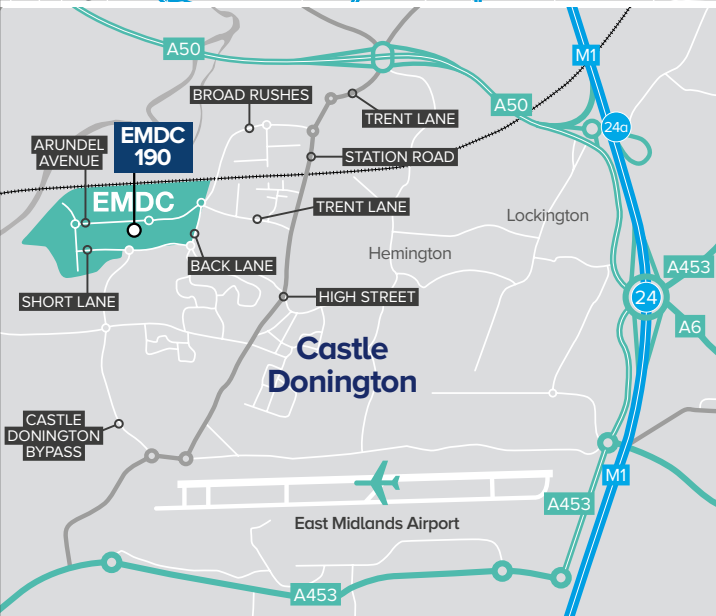 A50
M1
BROAD RUSHES
A50
TRENT LANE
24a
EMDC
190
ARUNDEL
AVENUE
STATION ROAD
EMDC
TRENT LANE
Lockington
Hemington
BACK LANE
A453
SHORT LANE
HIGH STREET
24
A6
Castle
Donington
CASTLE
DONINGTON
BYPASS
M1
A453
East Midlands Airport
A453